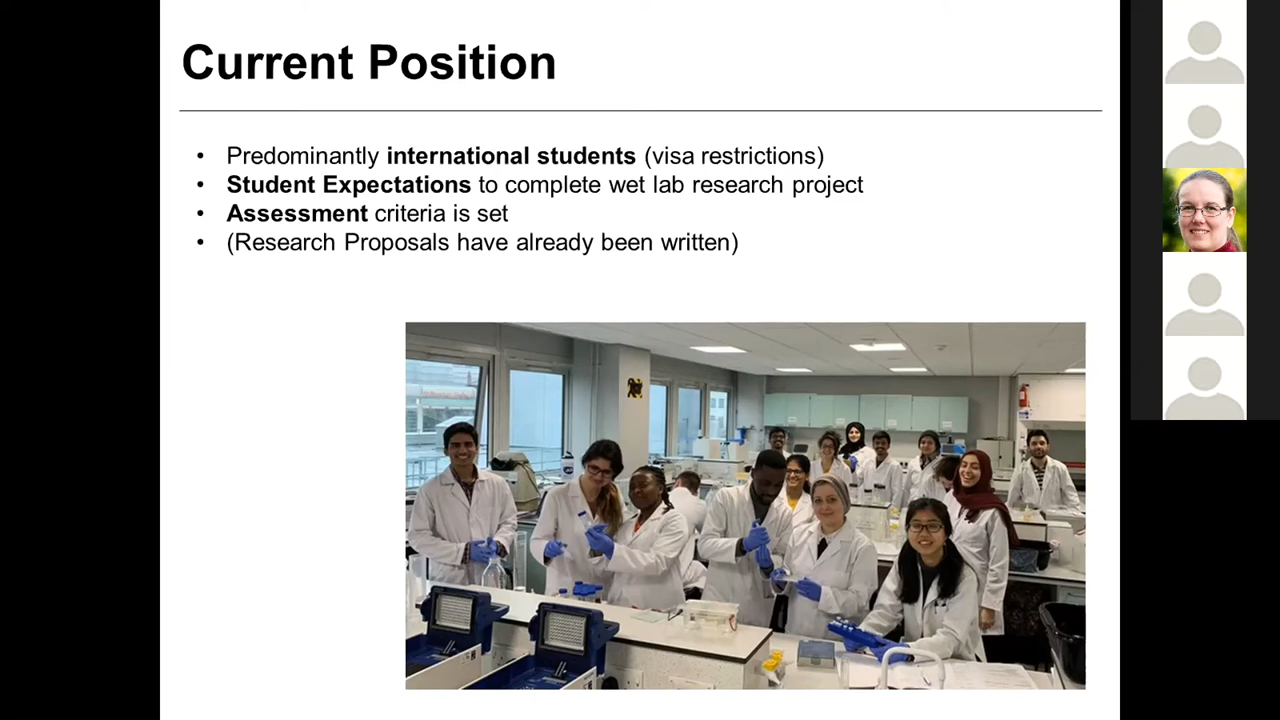 Current Position
• Predominantly international students (visa restrictions)
• Student Expectations to complete wet lab research project
• Assessment criteria is set
• (Research Proposals have already been written)